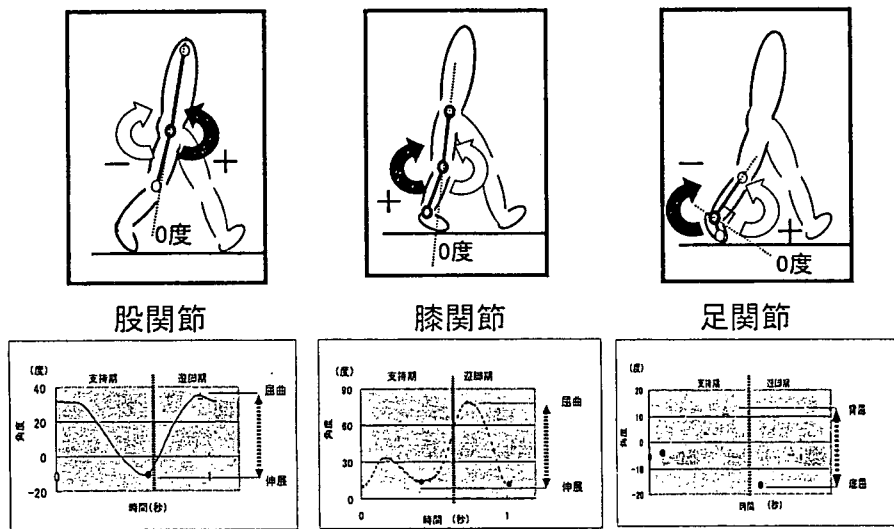 − +
0度
+
0度
−
+
0度
股関節
膝関節
足関節
(度)
支持期 遊脚期
40
屈曲
20
角度
0
-20
伸展
時間(秒)
(度)
支持期 遊脚期
90
屈曲
60
角度
30
0
伸展
時間 (秒) 1
(度)
支持期 遊脚期
20
背屈
10
角度
0
-10
底屈
-20
時間 (秒)